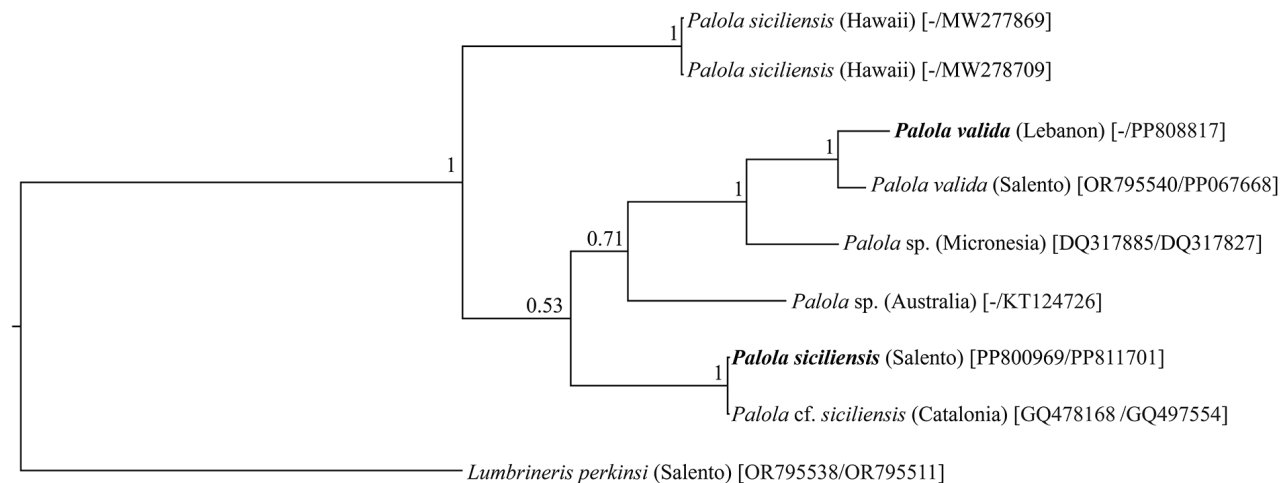 Palola siciliensis (Hawaii) [-/MW277869]
1
Palola siciliensis (Hawaii) [-/MW278709]
Palola valida (Lebanon) [-/PP808817]
1
1
Palola valida (Salento) [OR795540/PP067668]
1
Palola sp. (Micronesia) [DQ317885/DQ317827]
0.71
Palola sp. (Australia) [-/KT124726]
0.53
Palola siciliensis (Salento) [PP800969/PP811701]
1
Palola cf. siciliensis (Catalonia) [GQ478168 /GQ497554]
Lumbrineris perkinsi (Salento) [OR795538/OR795511]